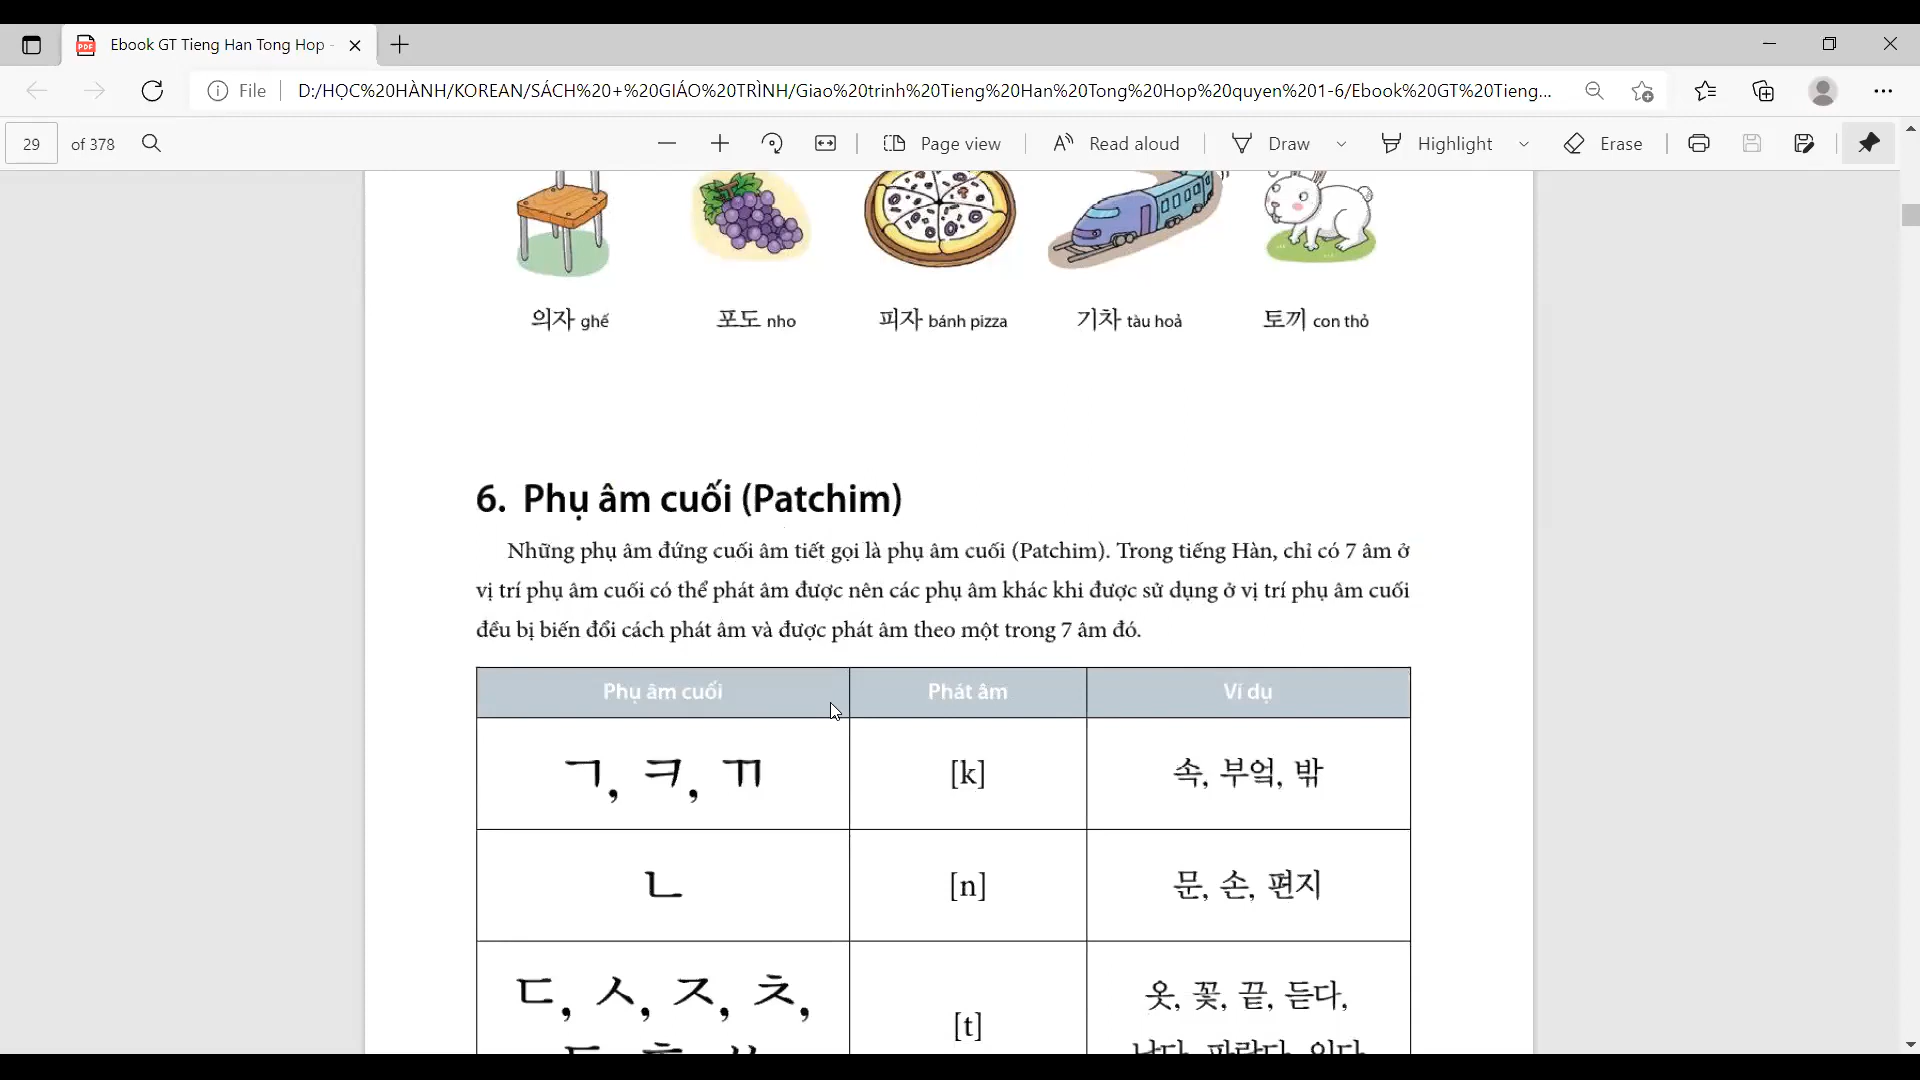 Ebook GT Tieng Han Tong Hop -
File
D:/HỌC%20HÀNH/KOREAN/SÁCH%20+%20GIÁO%20TRÌNH/Giao%20trinh%20Tieng%20Han%20Tong%20Hop%20quyen%201-6/Ebook%20GT%20Tieng...
29 of 378
Page view
Read aloud
Draw
Highlight
Erase
의자 ghế 포도 nho 피자 bánh pizza 기차 tàu hoả 토끼 con thỏ
6. Phụ âm cuối (Patchim)
Những phụ âm đứng cuối âm tiết gọi là phụ âm cuối (Patchim). Trong tiếng Hàn, chỉ có 7 âm ở
vị trí phụ âm cuối có thể phát âm được nên các phụ âm khác khi được sử dụng ở vị trí phụ âm cuối
đều bị biến đổi cách phát âm và được phát âm theo một trong 7 âm đó.
Phụ âm cuối Phát âm Ví dụ
ㄱ, ㅋ, ㄲ [k] 속, 부엌, 밖
ㄴ [n] 문, 손, 편지
ㄷ, ㅅ, ㅈ, ㅊ, [t] 옷, 꽃, 끝, 듣다,